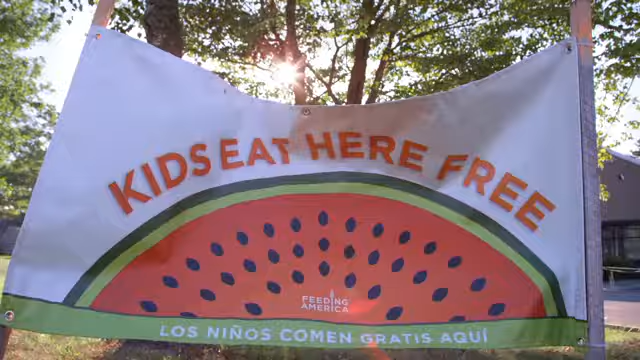 KIDS EAT HERE FREE
FEEDING
AMERICA
LOS NIÑOS COMEN GRATIS AQUÍ